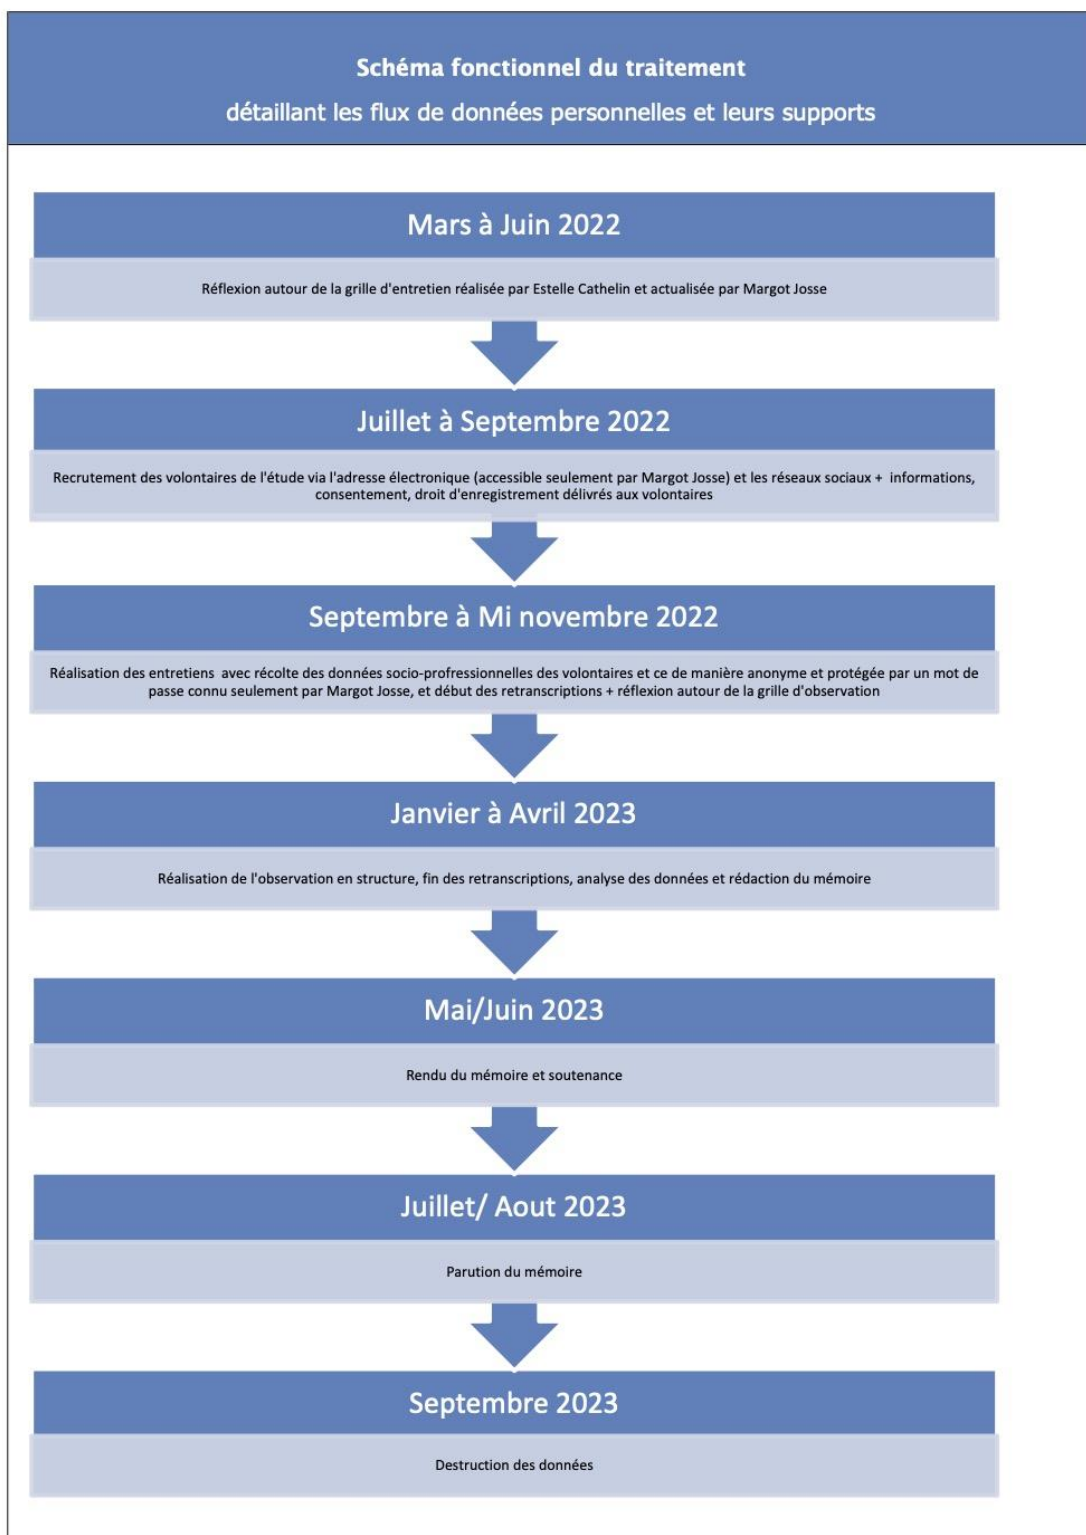 Schéma fonctionnel du traitement
détaillant les flux de données personnelles et leurs supports
Mars à Juin 2022
Réflexion autour de la grille d'entretien réalisée par Estelle Cathelin et actualisée par Margot Josse
Juillet à Septembre 2022
Recrutement des volontaires de l'étude via l'adresse électronique (accessible seulement par Margot Josse) et les réseaux sociaux + informations,
consentement, droit d'enregistrement délivrés aux volontaires
Septembre à Mi novembre 2022
Réalisation des entretiens avec récolte des données socio-profressionnelles des volontaires et ce de manière anonyme et protégée par un mot de
passe connu seulement par Margot Josse, et début des retranscriptions + réflexion autour de la grille d'observation
Janvier à Avril 2023
Réalisation de l'observation en structure, fin des retranscriptions, analyse des données et rédaction du mémoire
Mai/Juin 2023
Rendu du mémoire et soutenance
Juillet/ Aout 2023
Parution du mémoire
Septembre 2023
Destruction des données